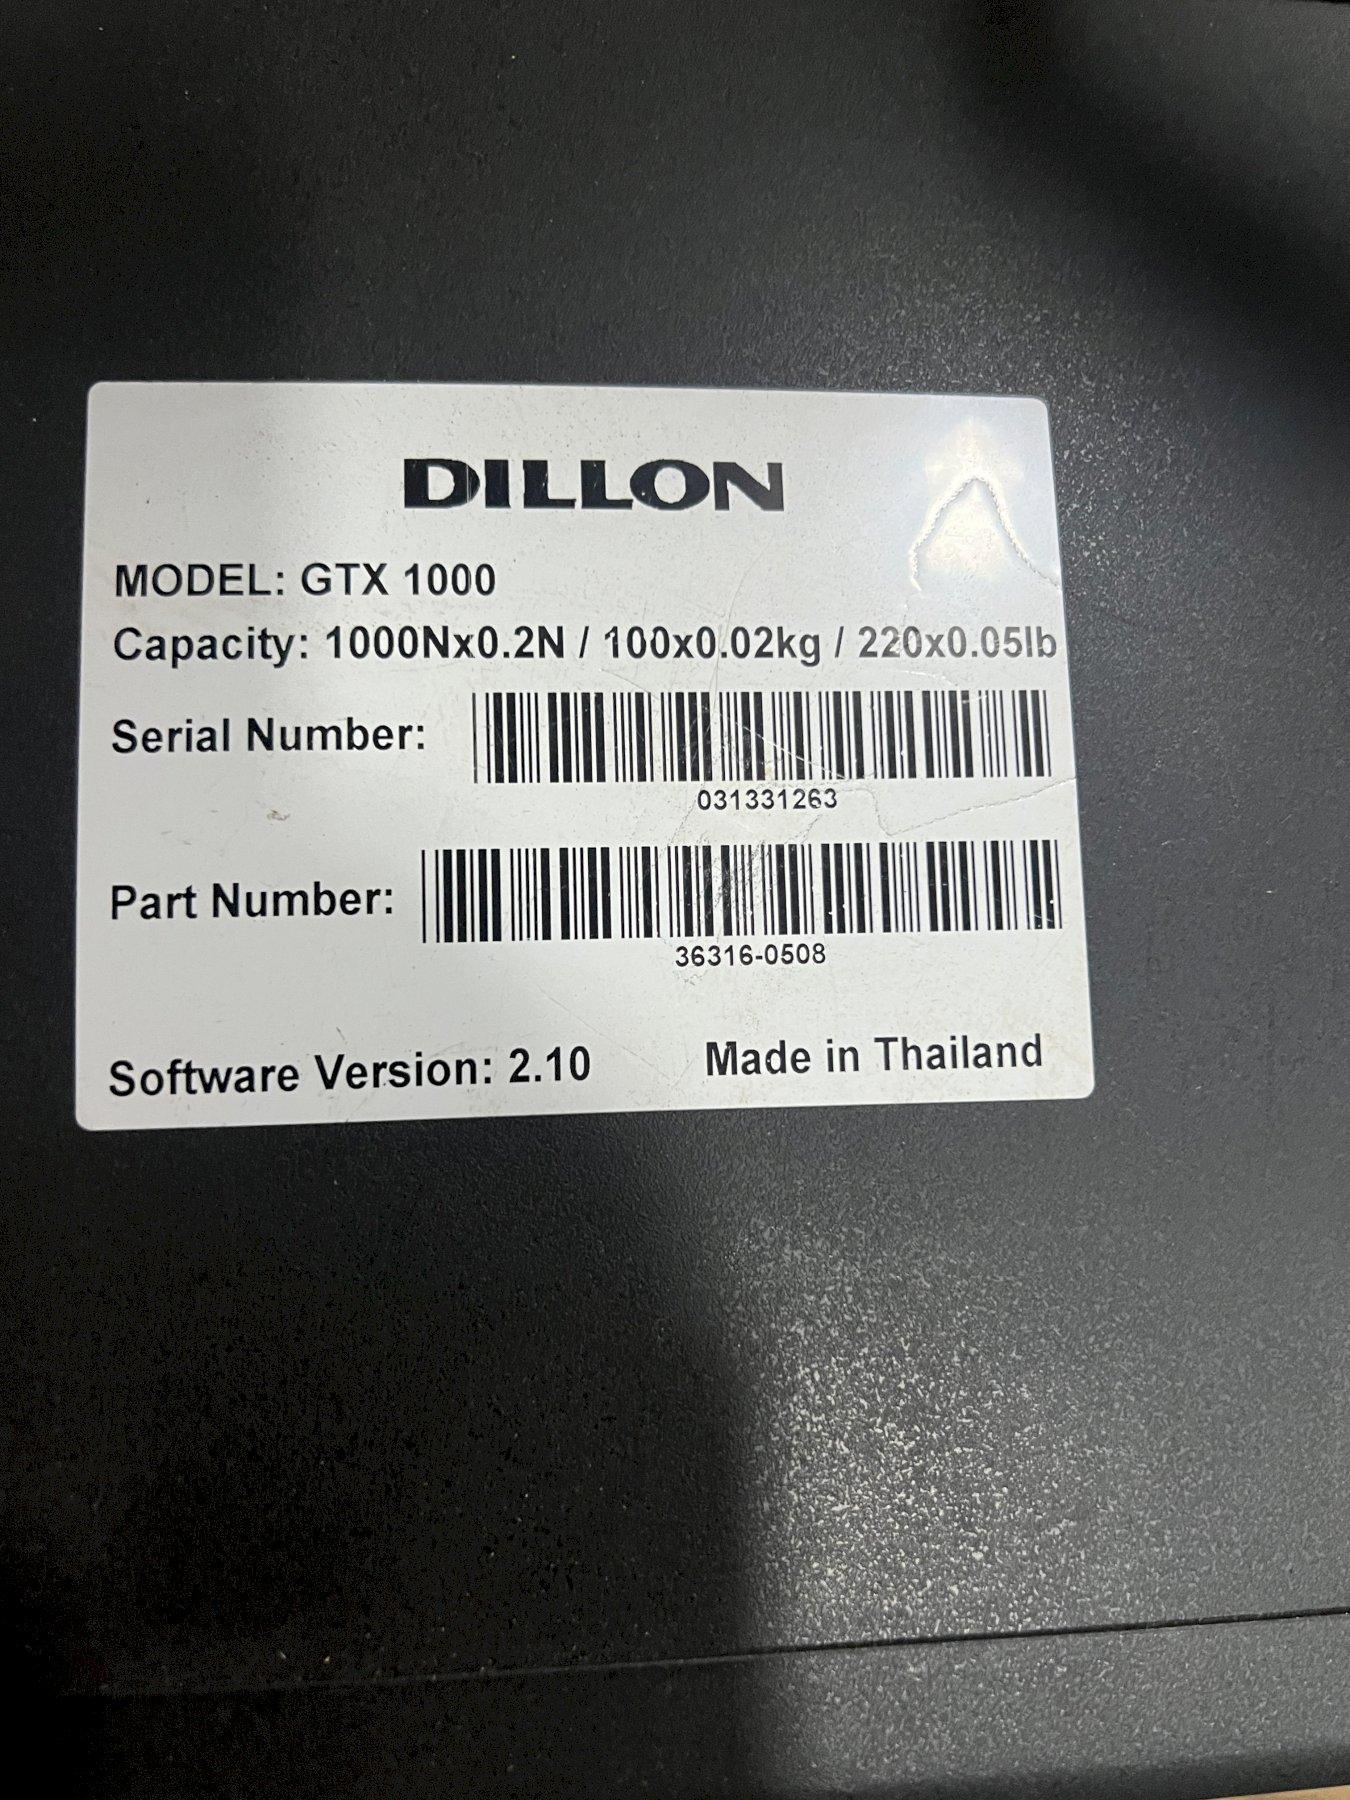 DILLON
MODEL: GTX 1000
Capacity: 1000Nx0.2N / 100x0.02kg / 220x0.05lb
Serial Number:
031331263
Part Number:
36316-0508
Software Version: 2.10 Made in Thailand